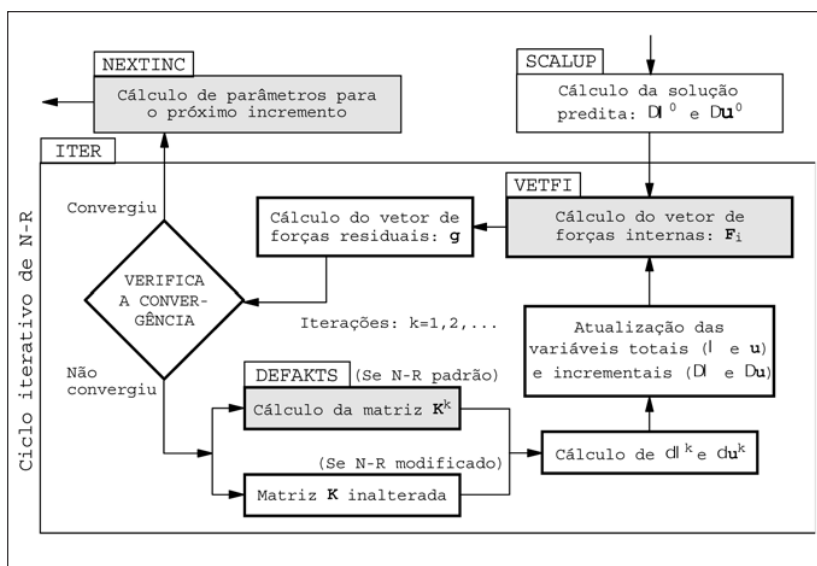 NEXTINC
Cálculo de parâmetros para
o próximo incremento
SCALUP
Cálculo da solução
predita: Dl⁰ e Du⁰
ITER
Ciclo iterativo de N-R
VETFI
Cálculo do vetor de
forças internas: Fi
Cálculo do vetor de
forças residuais: g
Convergiu
VERIFICA
A CONVER-
GÊNCIA
Iterações: k=1,2,...
Não
convergiu
Atualização das
variáveis totais (l e u)
e incrementais (Dl e Du)
DEFAKTS (Se N-R padrão)
Cálculo da matriz Kᵏ
(Se N-R modificado)
Matriz K inalterada
Cálculo de dlᵏ e duᵏ